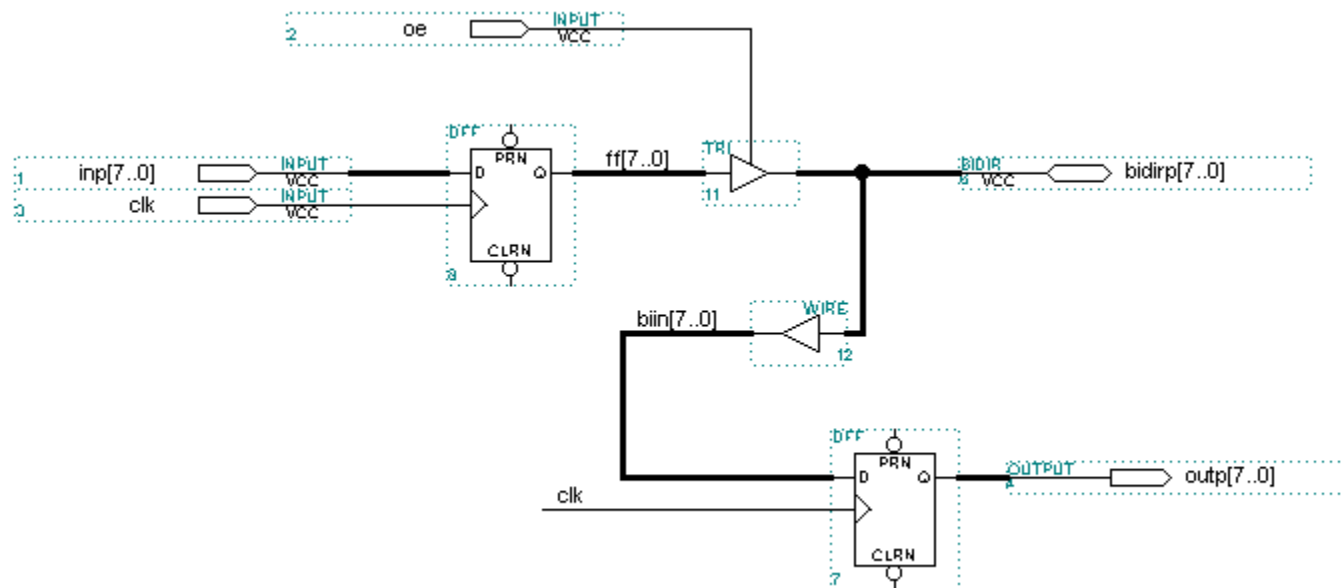 oe INPUT
VCC
2
DFF
PRN
inp[7..0] INPUT
VCC
1
D Q
ff[7..0]
TRI
11
BIDIR
VCC
bidirp[7..0]
clk INPUT
VCC
3
CLRN
8
WIRE
biin[7..0]
12
DFF
PRN
D Q
OUTPUT
outp[7..0]
clk
CLRN
7